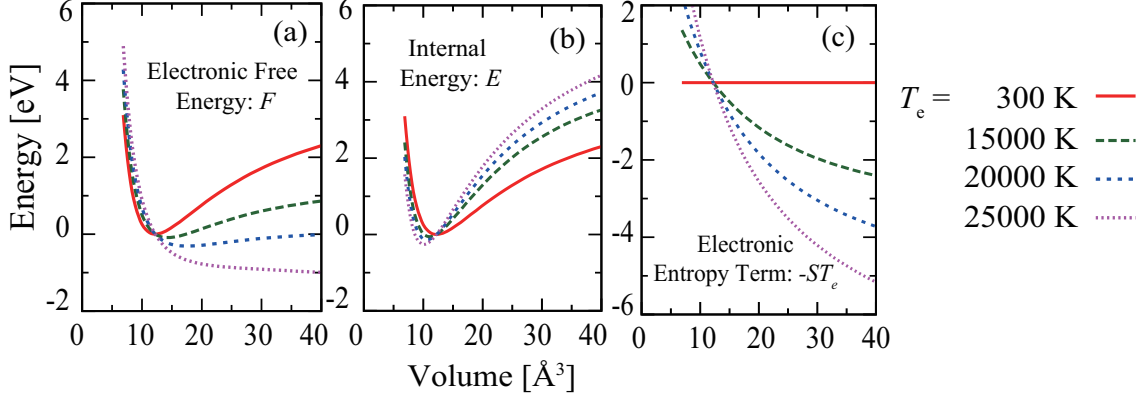 6
4
2
0
-2
0
10
20
30
40
(a)
Electronic Free
Energy: F
6
4
2
0
-2
0
10
20
30
40
(b)
Internal
Energy: E
2
0
-2
-4
-6
0
10
20
30
40
(c)
Electronic
Entropy Term: -STe
Energy [eV]
Volume [Å³]
Te = 300 K
15000 K
20000 K
25000 K